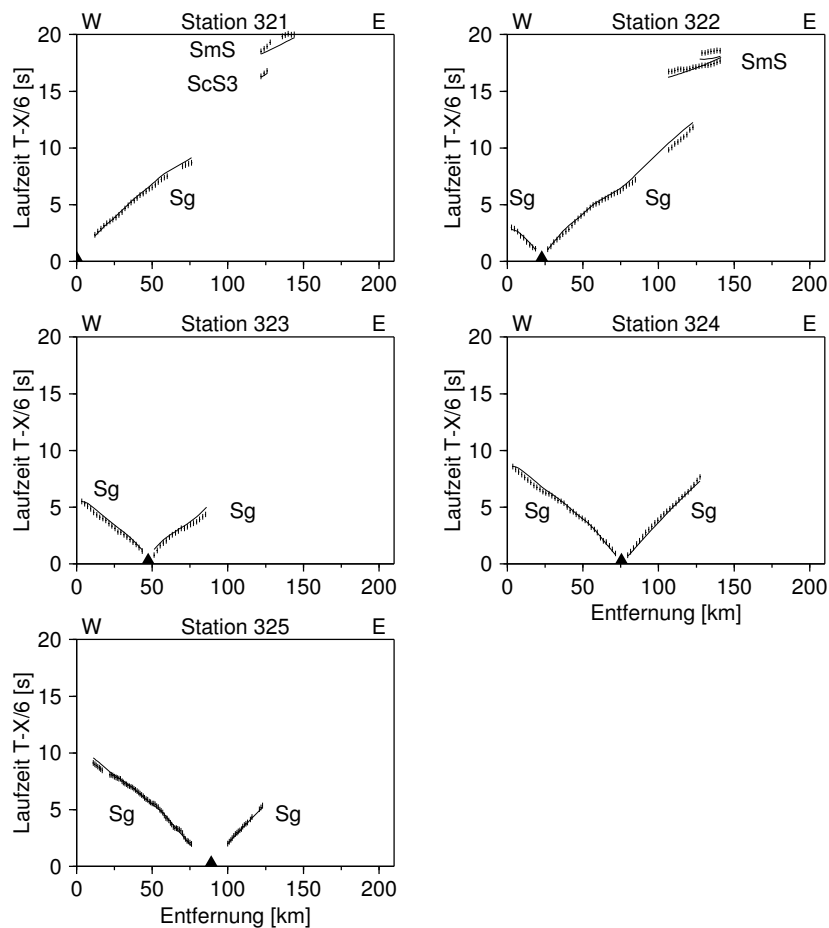 W Station 321 E
20
15
10
5
0
Laufzeit T-X/6 [s]
SmS
ScS3
Sg
0 50 100 150 200
W Station 322 E
20
15
10
5
0
Laufzeit T-X/6 [s]
SmS
Sg
Sg
0 50 100 150 200
W Station 323 E
20
15
10
5
0
Laufzeit T-X/6 [s]
Sg
Sg
0 50 100 150 200
W Station 324 E
20
15
10
5
0
Laufzeit T-X/6 [s]
Sg
Sg
0 50 100 150 200
Entfernung [km]
W Station 325 E
20
15
10
5
0
Laufzeit T-X/6 [s]
Sg
Sg
0 50 100 150 200
Entfernung [km]